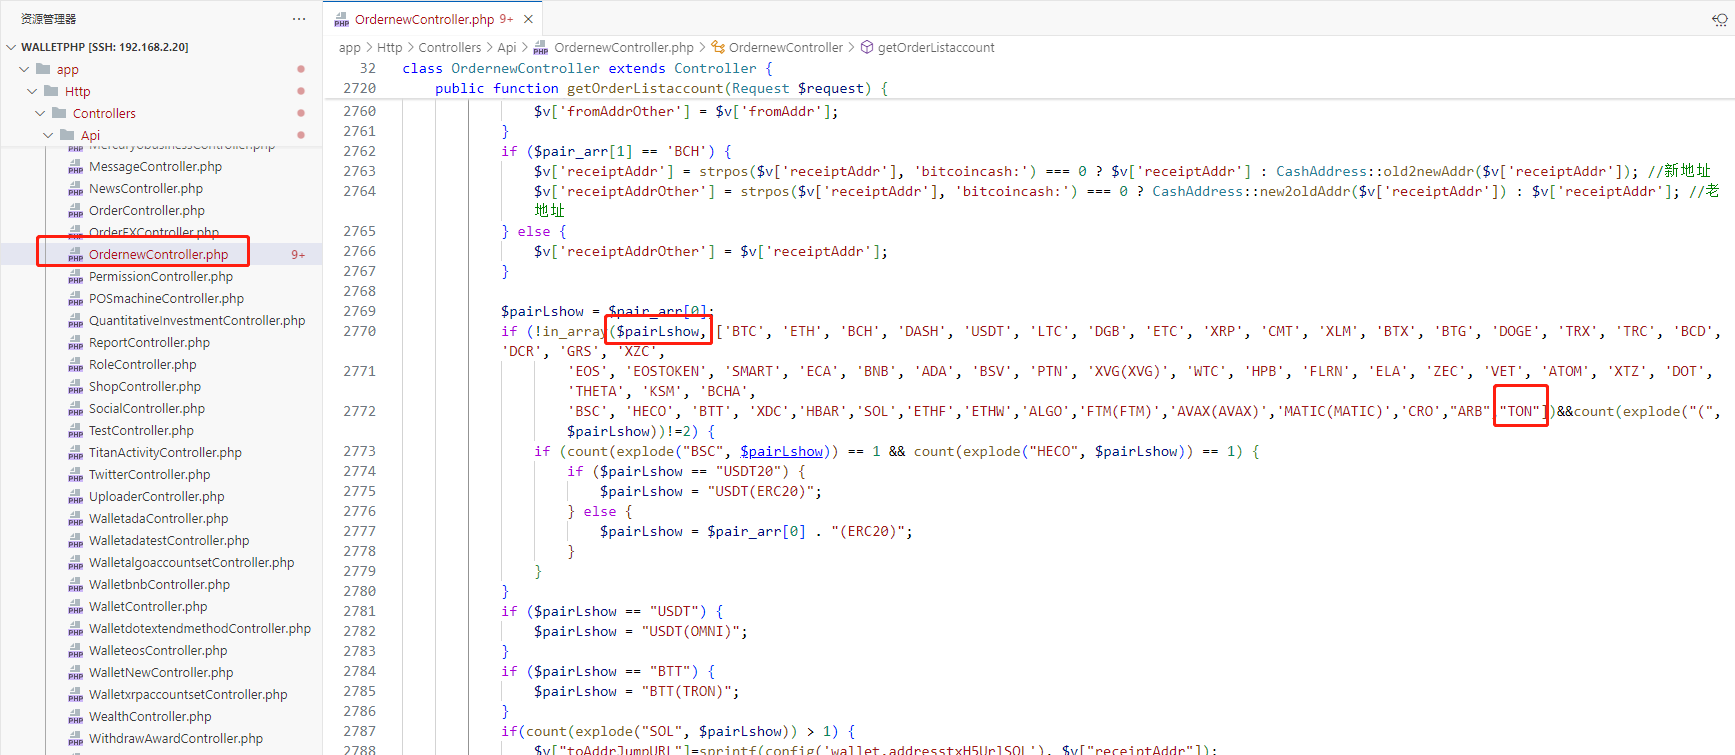 资源管理器
WALLETPHP [SSH: 192.168.2.20]
app
Http
Controllers
Api
MercuryobusinessController.php
MessageController.php
NewsController.php
OrderController.php
OrderFXController.php
OrdernewController.php 9+
PermissionController.php
POSmachineController.php
QuantitativeInvestmentController.php
ReportController.php
RoleController.php
ShopController.php
SocialController.php
TestController.php
TitanActivityController.php
TwitterController.php
UploaderController.php
WalletadaController.php
WalletadatestController.php
WalletalgoaccountsetController.php
WalletbnbController.php
WalletController.php
WalletdotextendmethodController.php
WalleteosController.php
WalletNewController.php
WalletxrpaccountsetController.php
WealthController.php
WithdrawAwardController.php
OrdernewController.php 9+
app > Http > Controllers > Api > OrdernewController.php > OrdernewController > getOrderListaccount
32 class OrdernewController extends Controller {
2720 public function getOrderListaccount(Request $request) {
2760 $v['fromAddrOther'] = $v['fromAddr'];
2761 }
2762 if ($pair_arr[1] == 'BCH') {
2763 $v['receiptAddr'] = strpos($v['receiptAddr'], 'bitcoincash:') === 0 ? $v['receiptAddr'] : CashAddress::old2newAddr($v['receiptAddr']); //新地址
2764 $v['receiptAddrOther'] = strpos($v['receiptAddr'], 'bitcoincash:') === 0 ? CashAddress::new2oldAddr($v['receiptAddr']) : $v['receiptAddr']; //老
地址
2765 } else {
2766 $v['receiptAddrOther'] = $v['receiptAddr'];
2767 }
2768
2769 $pairLshow = $pair_arr[0];
2770 if (!in_array($pairLshow, ['BTC', 'ETH', 'BCH', 'DASH', 'USDT', 'LTC', 'DGB', 'ETC', 'XRP', 'CMT', 'XLM', 'BTX', 'BTG', 'DOGE', 'TRX', 'TRC', 'BCD',
'DCR', 'GRS', 'XZC',
2771 'EOS', 'EOSTOKEN', 'SMART', 'ECA', 'BNB', 'ADA', 'BSV', 'PTN', 'XVG(XVG)', 'WTC', 'HPB', 'FLRN', 'ELA', 'ZEC', 'VET', 'ATOM', 'XTZ', 'DOT',
'THETA', 'KSM', 'BCHA',
2772 'BSC', 'HECO', 'BTT', 'XDC','HBAR','SOL','ETHF','ETHW','ALGO','FTM(FTM)','AVAX(AVAX)','MATIC(MATIC)','CRO',"ARB","TON"])&&count(explode("(",
$pairLshow))!=2) {
2773 if (count(explode("BSC", $pairLshow)) == 1 && count(explode("HECO", $pairLshow)) == 1) {
2774 if ($pairLshow == "USDT20") {
2775 $pairLshow = "USDT(ERC20)";
2776 } else {
2777 $pairLshow = $pair_arr[0] . "(ERC20)";
2778 }
2779 }
2780 }
2781 if ($pairLshow == "USDT") {
2782 $pairLshow = "USDT(OMNI)";
2783 }
2784 if ($pairLshow == "BTT") {
2785 $pairLshow = "BTT(TRON)";
2786 }
2787 if(count(explode("SOL", $pairLshow)) > 1) {
2788 $v["toAddrJumpURL"]=sprintf(config('wallet.addresstxH5UrlSOL'), $v["receiptAddr"]);